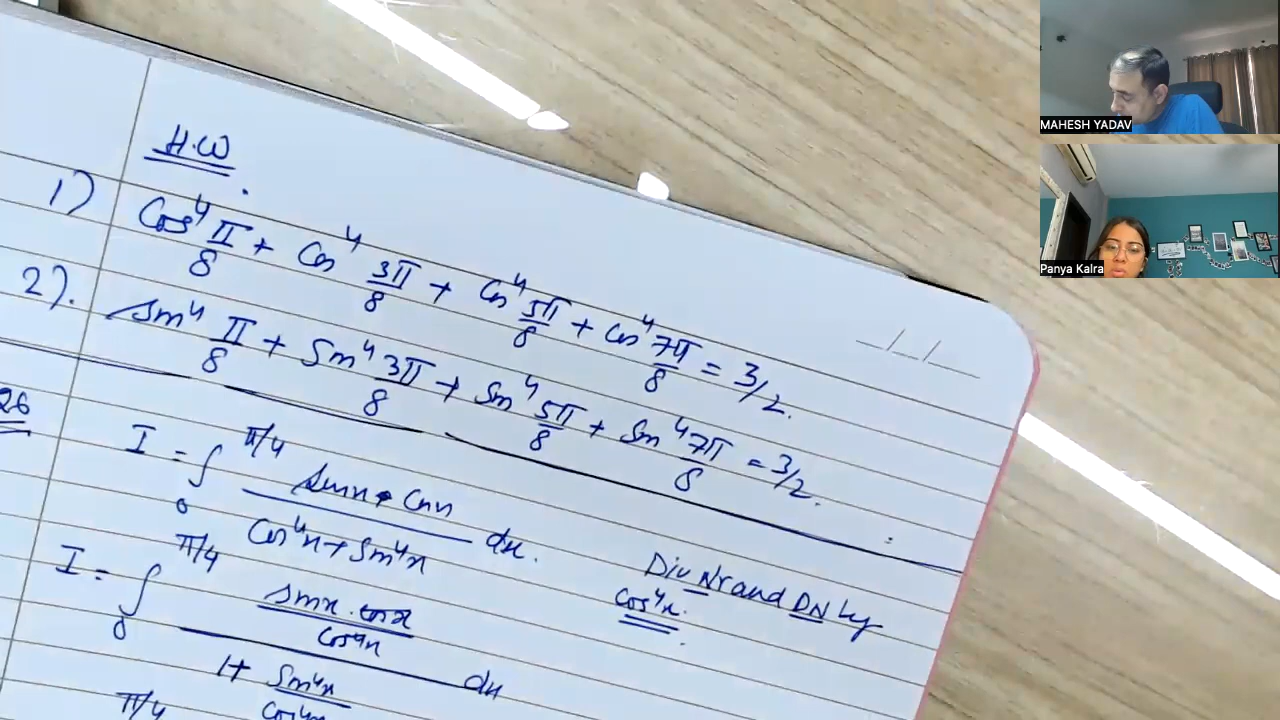 H.W.
1) Cos⁴ π/8 + Cos⁴ 3π/8 + Cos⁴ 5π/8 + Cos⁴ 7π/8 = 3/2.
2). Sin⁴ π/8 + Sin⁴ 3π/8 + Sin⁴ 5π/8 + Sin⁴ 7π/8 = 3/2.
26
I = ∫₀^π/4 Sinx · Cosx / Cos⁴x + Sin⁴x dx.
Div Nr and DN by
Cos⁴x.
I = ∫₀^π/4 Sinx · Cosx / Cos⁴x / 1 + Sin⁴x / Cos⁴x dx
π/4
MAHESH YADAV
Panya Kalra